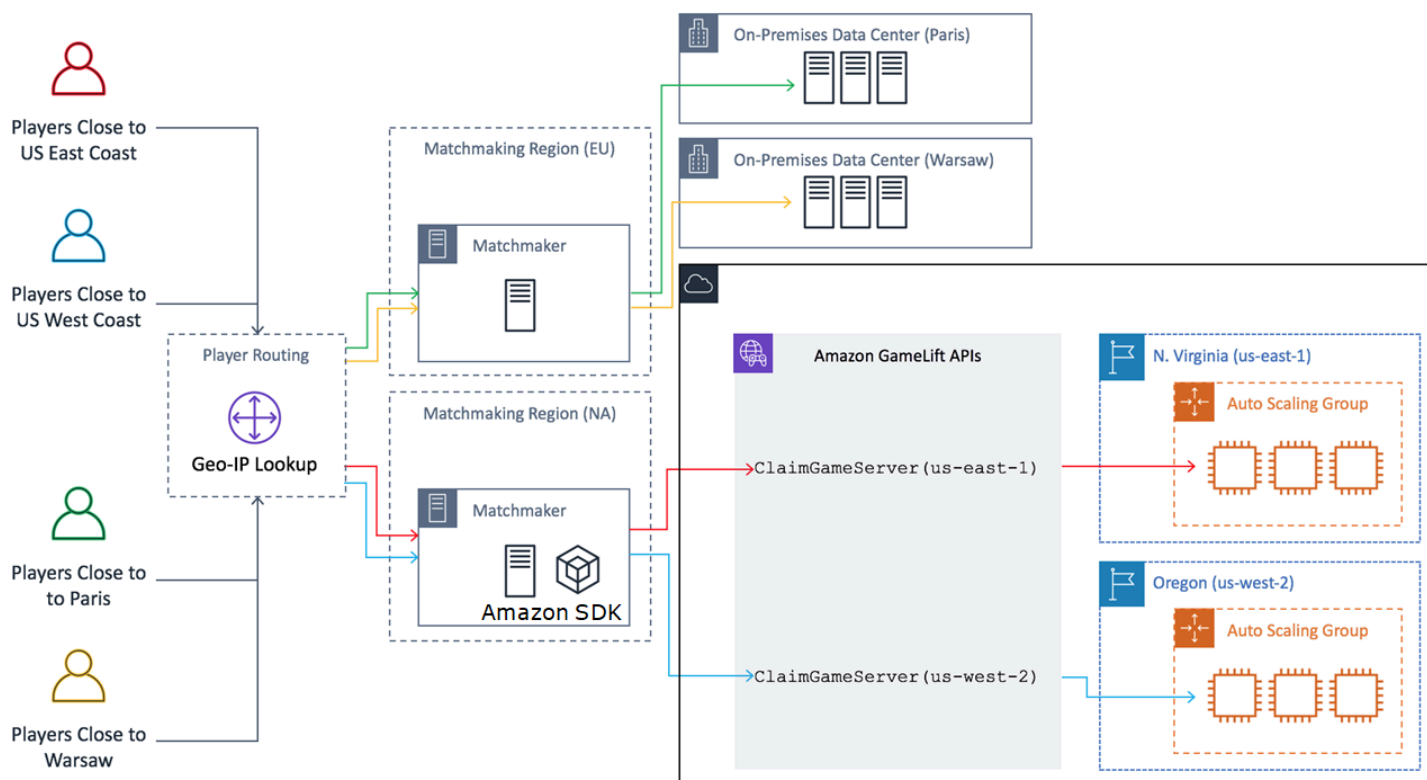 Players Close to
US East Coast
Players Close to
US West Coast
Player Routing
Geo-IP Lookup
Players Close to
to Paris
Players Close to
Warsaw
Matchmaking Region (EU)
Matchmaker
Matchmaking Region (NA)
Matchmaker
Amazon SDK
On-Premises Data Center (Paris)
On-Premises Data Center (Warsaw)
Amazon GameLift APIs
ClaimGameServer(us-east-1)
ClaimGameServer(us-west-2)
N. Virginia (us-east-1)
Auto Scaling Group
Oregon (us-west-2)
Auto Scaling Group